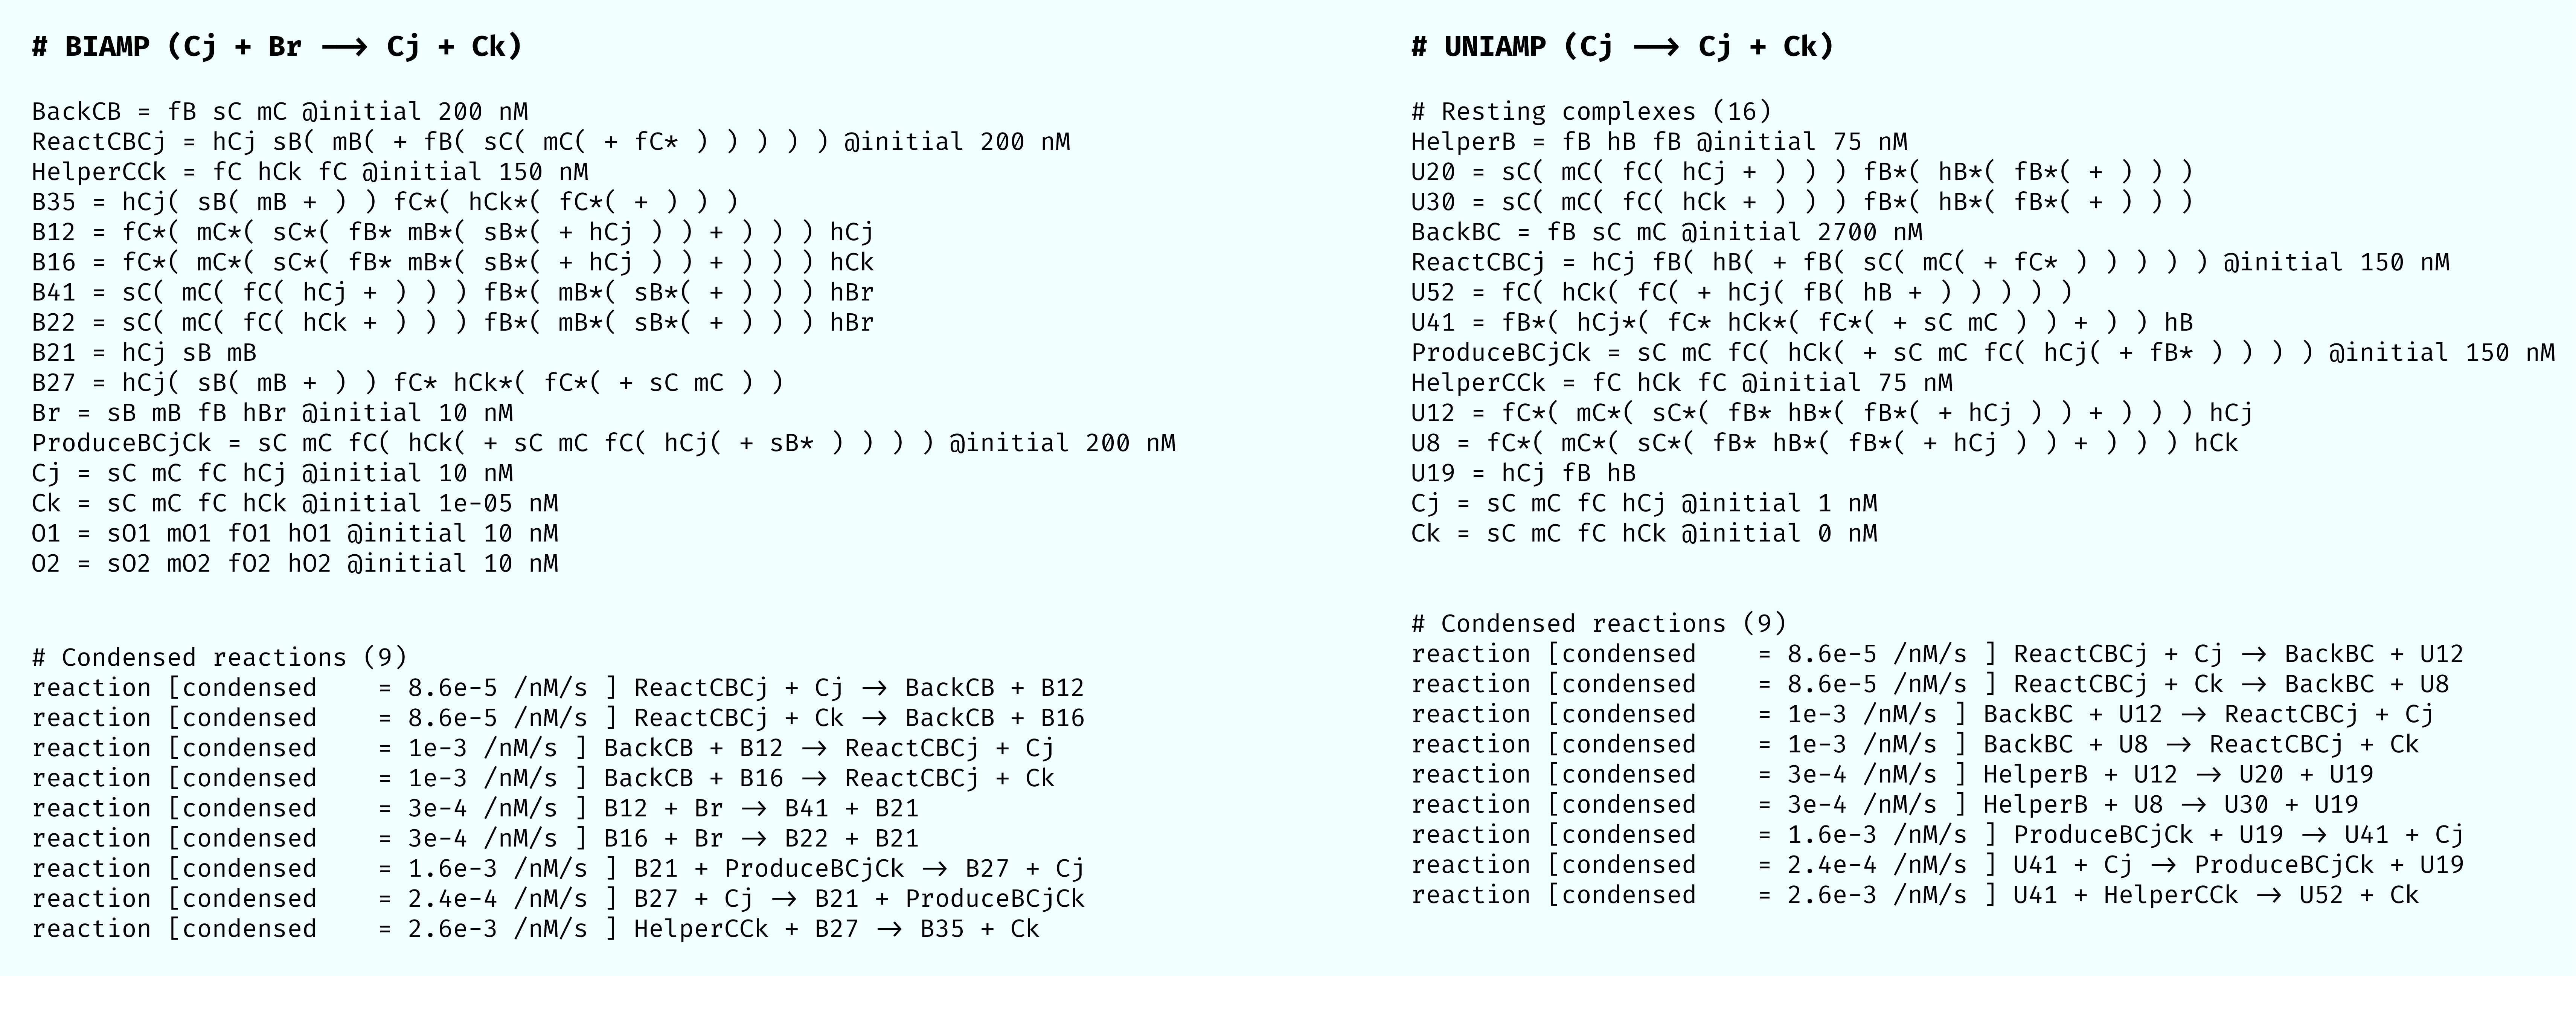 # BIAMP (Cj + Br ⟶ Cj + Ck)
BackCB = fB sC mC @initial 200 nM
ReactCBCj = hCj sB( mB( + fB( sC( mC( + fC* ) ) ) ) ) @initial 200 nM
HelperCCk = fC hCk fC @initial 150 nM
B35 = hCj( sB( mB + ) ) fC*( hCk*( fC*( + ) ) )
B12 = fC*( mC*( sC*( fB* mB*( sB*( + hCj ) ) + ) ) ) hCj
B16 = fC*( mC*( sC*( fB* mB*( sB*( + hCj ) ) + ) ) ) hCk
B41 = sC( mC( fC( hCj + ) ) ) fB*( mB*( sB*( + ) ) ) hBr
B22 = sC( mC( fC( hCk + ) ) ) fB*( mB*( sB*( + ) ) ) hBr
B21 = hCj sB mB
B27 = hCj( sB( mB + ) ) fC* hCk*( fC*( + sC mC ) )
Br = sB mB fB hBr @initial 10 nM
ProduceBCjCk = sC mC fC( hCk( + sC mC fC( hCj( + sB* ) ) ) ) @initial 200 nM
Cj = sC mC fC hCj @initial 10 nM
Ck = sC mC fC hCk @initial 1e-05 nM
O1 = sO1 mO1 fO1 hO1 @initial 10 nM
O2 = sO2 mO2 fO2 hO2 @initial 10 nM
# Condensed reactions (9)
reaction [condensed    = 8.6e-5 /nM/s ] ReactCBCj + Cj → BackCB + B12
reaction [condensed    = 8.6e-5 /nM/s ] ReactCBCj + Ck → BackCB + B16
reaction [condensed    = 1e-3 /nM/s ] BackCB + B12 → ReactCBCj + Cj
reaction [condensed    = 1e-3 /nM/s ] BackCB + B16 → ReactCBCj + Ck
reaction [condensed    = 3e-4 /nM/s ] B12 + Br → B41 + B21
reaction [condensed    = 3e-4 /nM/s ] B16 + Br → B22 + B21
reaction [condensed    = 1.6e-3 /nM/s ] B21 + ProduceBCjCk → B27 + Cj
reaction [condensed    = 2.4e-4 /nM/s ] B27 + Cj → B21 + ProduceBCjCk
reaction [condensed    = 2.6e-3 /nM/s ] HelperCCk + B27 → B35 + Ck
# UNIAMP (Cj ⟶ Cj + Ck)
# Resting complexes (16)
HelperB = fB hB fB @initial 75 nM
U20 = sC( mC( fC( hCj + ) ) ) fB*( hB*( fB*( + ) ) )
U30 = sC( mC( fC( hCk + ) ) ) fB*( hB*( fB*( + ) ) )
BackBC = fB sC mC @initial 2700 nM
ReactCBCj = hCj fB( hB( + fB( sC( mC( + fC* ) ) ) ) ) @initial 150 nM
U52 = fC( hCk( fC( + hCj( fB( hB + ) ) ) ) )
U41 = fB*( hCj*( fC* hCk*( fC*( + sC mC ) ) + ) ) hB
ProduceBCjCk = sC mC fC( hCk( + sC mC fC( hCj( + fB* ) ) ) ) @initial 150 nM
HelperCCk = fC hCk fC @initial 75 nM
U12 = fC*( mC*( sC*( fB* hB*( fB*( + hCj ) ) + ) ) ) hCj
U8 = fC*( mC*( sC*( fB* hB*( fB*( + hCj ) ) + ) ) ) hCk
U19 = hCj fB hB
Cj = sC mC fC hCj @initial 1 nM
Ck = sC mC fC hCk @initial 0 nM
# Condensed reactions (9)
reaction [condensed    = 8.6e-5 /nM/s ] ReactCBCj + Cj → BackBC + U12
reaction [condensed    = 8.6e-5 /nM/s ] ReactCBCj + Ck → BackBC + U8
reaction [condensed    = 1e-3 /nM/s ] BackBC + U12 → ReactCBCj + Cj
reaction [condensed    = 1e-3 /nM/s ] BackBC + U8 → ReactCBCj + Ck
reaction [condensed    = 3e-4 /nM/s ] HelperB + U12 → U20 + U19
reaction [condensed    = 3e-4 /nM/s ] HelperB + U8 → U30 + U19
reaction [condensed    = 1.6e-3 /nM/s ] ProduceBCjCk + U19 → U41 + Cj
reaction [condensed    = 2.4e-4 /nM/s ] U41 + Cj → ProduceBCjCk + U19
reaction [condensed    = 2.6e-3 /nM/s ] U41 + HelperCCk → U52 + Ck